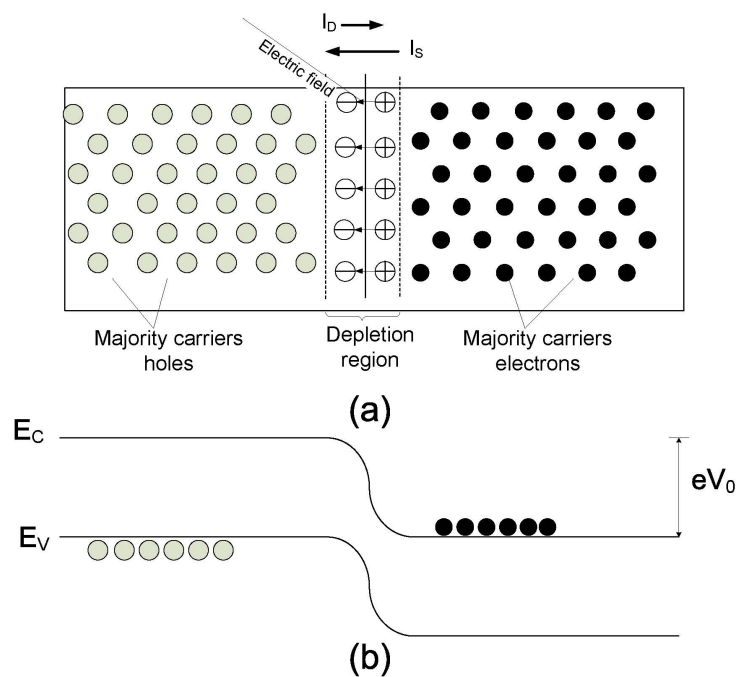 I_D
I_S
Electric field
Majority carriers
holes
Depletion
region
Majority carriers
electrons
(a)
E_C
eV_0
E_V
(b)